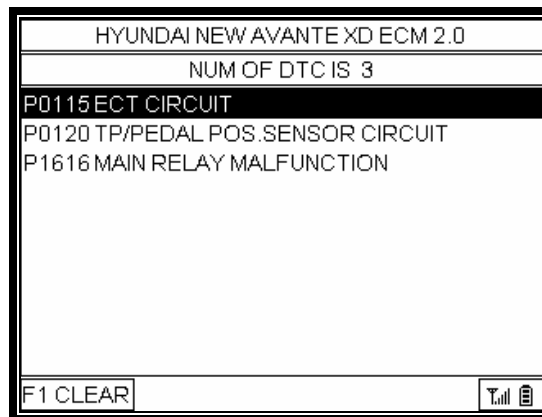 HYUNDAI NEW AVANTE XD ECM 2.0
NUM OF DTC IS 3
P0115 ECT CIRCUIT
P0120 TP/PEDAL POS.SENSOR CIRCUIT
P1616 MAIN RELAY MALFUNCTION
F1 CLEAR